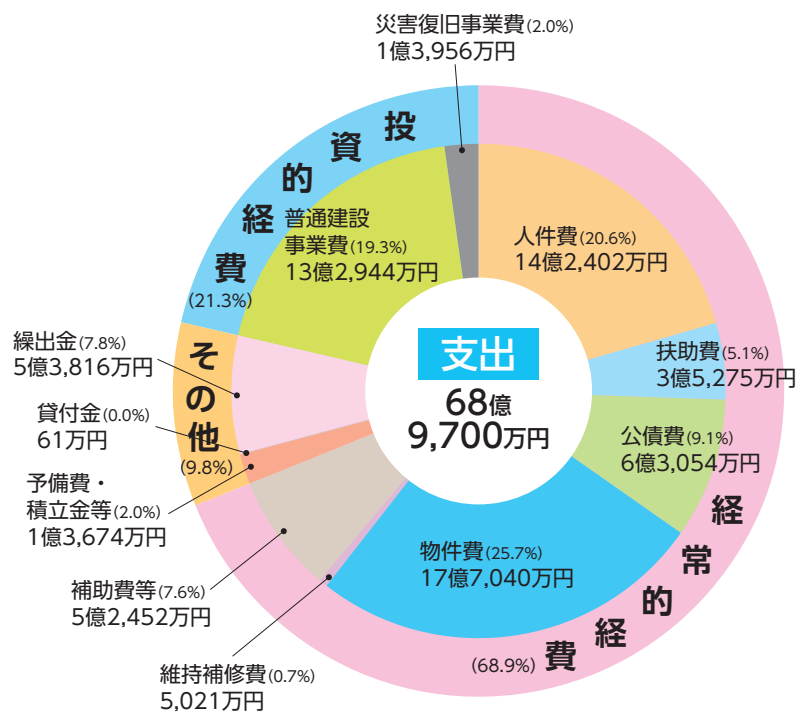 災害復旧事業費(2.0%)
1億3,956万円
投資的経費
(21.3%)
普通建設
事業費(19.3%)
13億2,944万円
人件費(20.6%)
14億2,402万円
扶助費(5.1%)
3億5,275万円
公債費(9.1%)
6億3,054万円
支出
68億
9,700万円
繰出金(7.8%)
5億3,816万円
貸付金(0.0%)
61万円
その他
(9.8%)
予備費・
積立金等(2.0%)
1億3,674万円
補助費等(7.6%)
5億2,452万円
維持補修費(0.7%)
5,021万円
物件費(25.7%)
17億7,040万円
経常的経費
(68.9%)